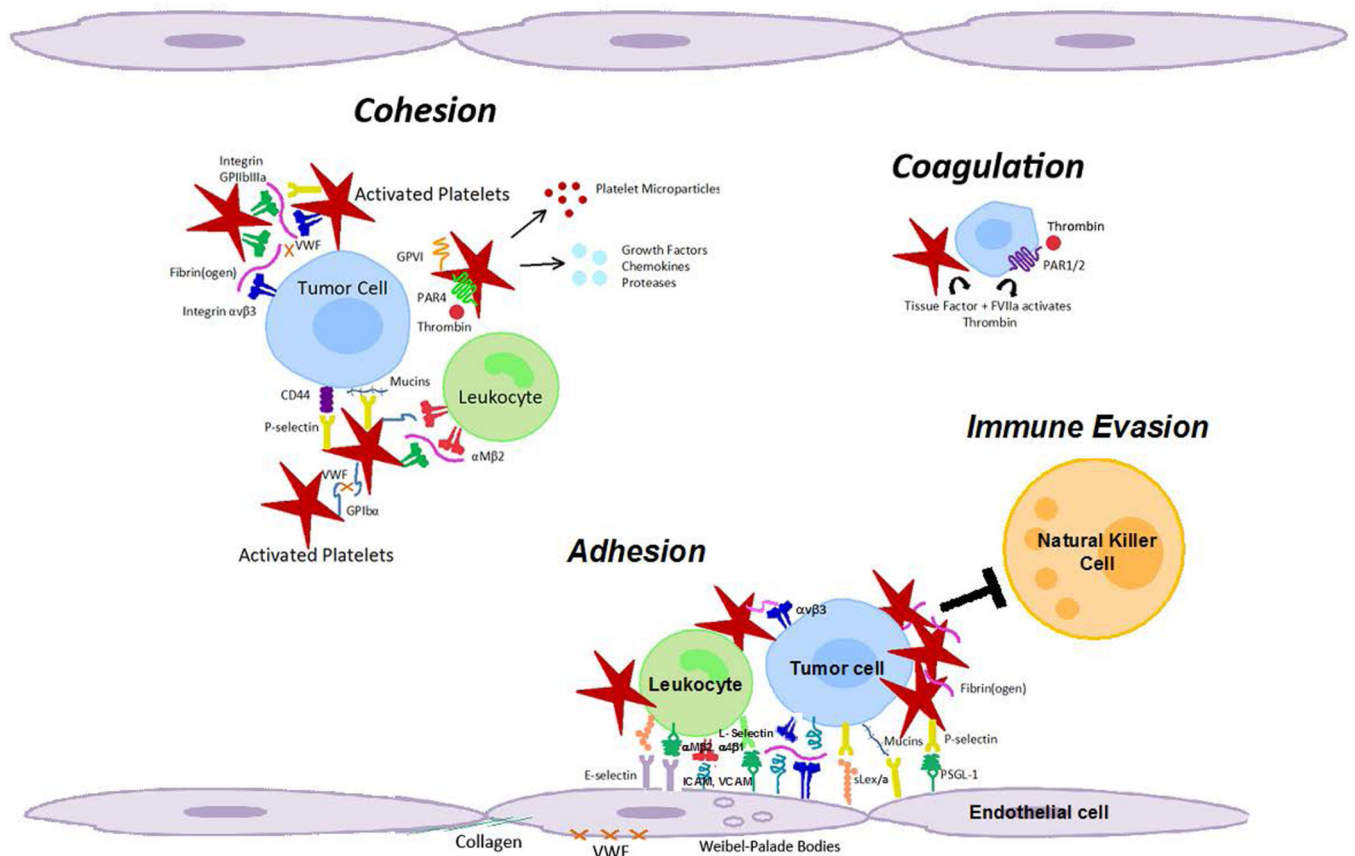 Cohesion
Integrin
GPIIbIIIa
Activated Platelets
VWF
Fibrin(ogen)
Integrin αvβ3
Tumor Cell
GPVI
PAR4
Thrombin
Platelet Microparticles
Growth Factors
Chemokines
Proteases
CD44
Mucins
Leukocyte
P-selectin
αMβ2
VWF
GPIbα
Activated Platelets
Coagulation
Thrombin
PAR1/2
Tissue Factor + FVIIa activates
Thrombin
Immune Evasion
Natural Killer
Cell
Adhesion
αvβ3
Leukocyte
Tumor cell
Fibrin(ogen)
L- Selectin
αMβ2, α4β1
Mucins
P-selectin
E-selectin
ICAM, VCAM
sLex/a
PSGL-1
Endothelial cell
Collagen
VWF
Weibel-Palade Bodies